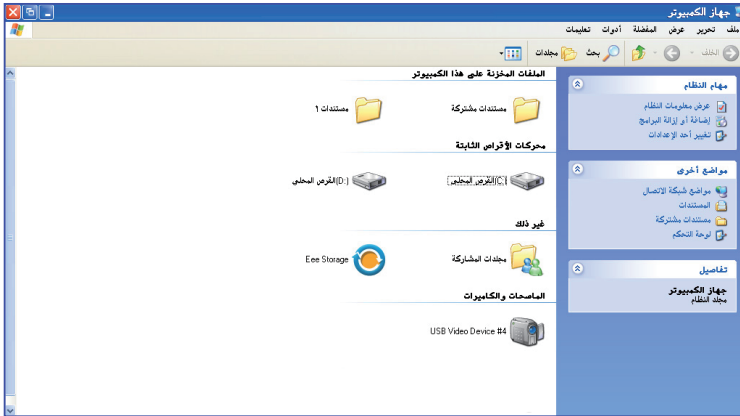 جهاز الكمبيوتر
ملف تحرير عرض المفضلة أدوات تعليمات
الخلف بحث مجلدات
مهام النظام
عرض معلومات النظام
إضافة أو إزالة البرامج
تغيير أحد الإعدادات
مواضع أخرى
مواضع شبكة الاتصال
المستندات
مستندات مشتركة
لوحة التحكم
تفاصيل
جهاز الكمبيوتر
مجلد النظام
الملفات المخزنة على هذا الكمبيوتر
مستندات مشتركة مستندات ١
محركات الأقراص الثابتة
(C:)القرص المحلي (D:)القرص المحلي
غير ذلك
مجلدات المشاركة Eee Storage
الماسحات والكاميرات
USB Video Device #4